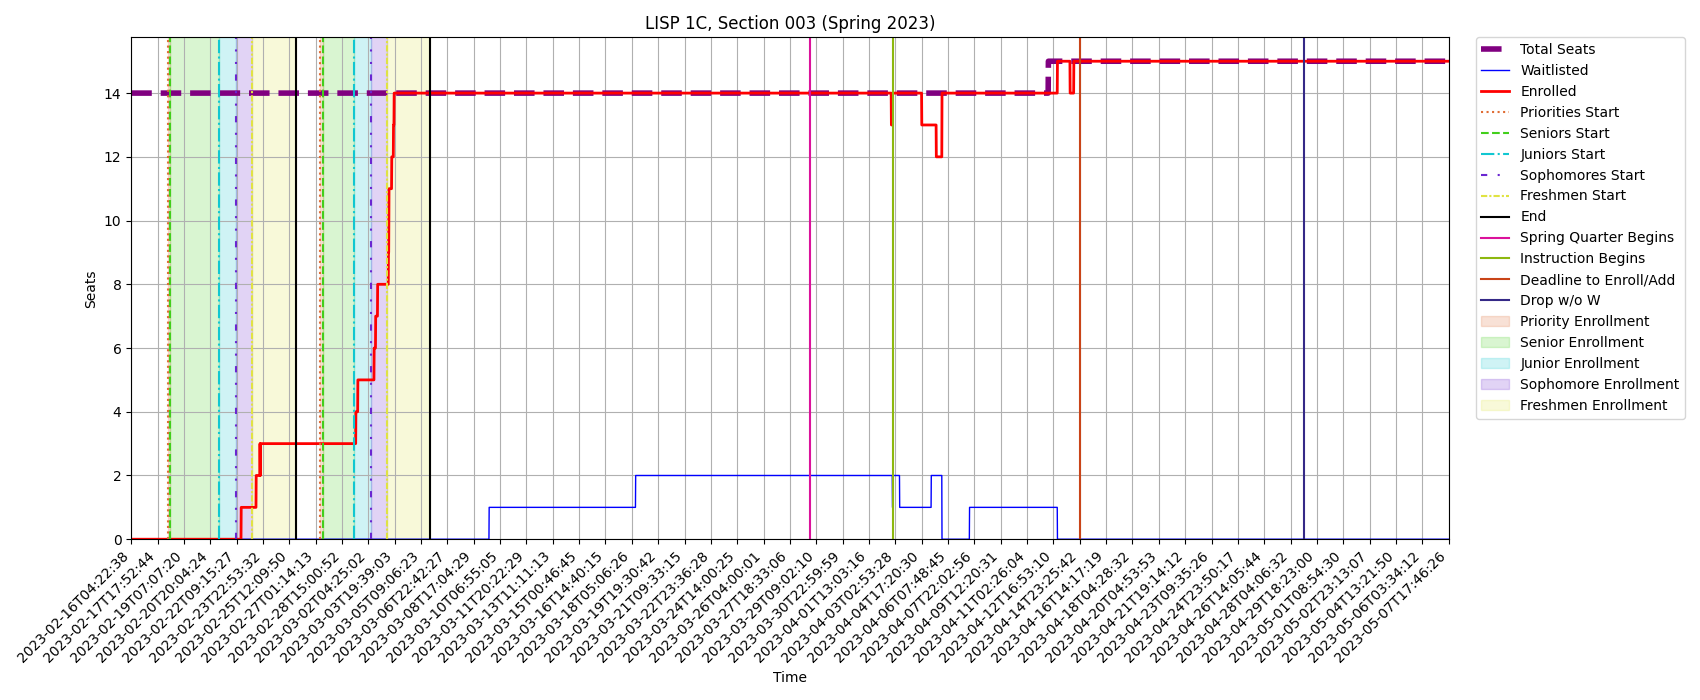 LISP 1C, Section 003 (Spring 2023)
Seats
14
12
10
8
6
4
2
0
2023-02-16T04:22:38
2023-02-17T17:52:44
2023-02-19T07:07:20
2023-02-20T20:04:24
2023-02-22T09:15:27
2023-02-23T22:53:32
2023-02-25T12:09:50
2023-02-27T01:14:13
2023-02-28T15:00:52
2023-03-02T04:25:02
2023-03-03T19:39:03
2023-03-05T09:06:23
2023-03-06T22:42:27
2023-03-08T17:04:29
2023-03-10T06:55:05
2023-03-11T20:22:29
2023-03-13T11:11:13
2023-03-15T00:46:45
2023-03-16T14:40:15
2023-03-18T05:06:26
2023-03-19T19:30:42
2023-03-21T09:33:15
2023-03-22T23:36:28
2023-03-24T14:00:25
2023-03-26T04:00:01
2023-03-27T18:33:06
2023-03-29T09:02:10
2023-03-30T22:59:59
2023-04-01T13:03:16
2023-04-03T02:53:28
2023-04-04T17:20:30
2023-04-06T07:48:45
2023-04-07T22:02:56
2023-04-09T12:20:31
2023-04-11T02:26:04
2023-04-12T16:53:10
2023-04-14T23:25:42
2023-04-16T14:17:19
2023-04-18T04:28:32
2023-04-20T04:53:53
2023-04-21T19:14:12
2023-04-23T09:35:26
2023-04-24T23:50:17
2023-04-26T14:05:44
2023-04-28T04:06:32
2023-04-29T18:23:00
2023-05-01T08:54:30
2023-05-02T23:13:07
2023-05-04T13:21:50
2023-05-06T03:34:12
2023-05-07T17:46:26
Time
Total Seats
Waitlisted
Enrolled
Priorities Start
Seniors Start
Juniors Start
Sophomores Start
Freshmen Start
End
Spring Quarter Begins
Instruction Begins
Deadline to Enroll/Add
Drop w/o W
Priority Enrollment
Senior Enrollment
Junior Enrollment
Sophomore Enrollment
Freshmen Enrollment